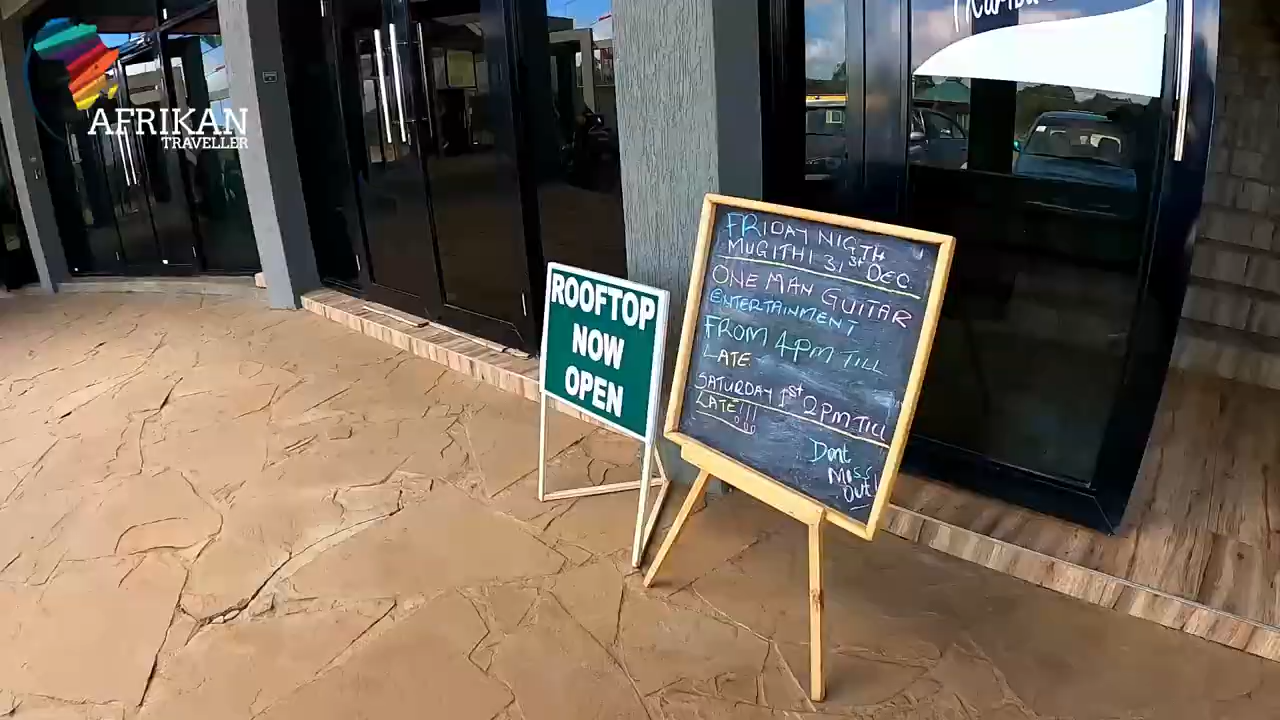 AFRIKAN
TRAVELLER
ROOFTOP
NOW
OPEN
FRIDAY NIGTH
MUGITHI 31st DEC.
ONE MAN GUITAR
ENTERTAINMENT
FROM 4PM TILL
LATE
SATURDAY 1st 2PM TILL
LATE!!!
Dont
Miss
Out!